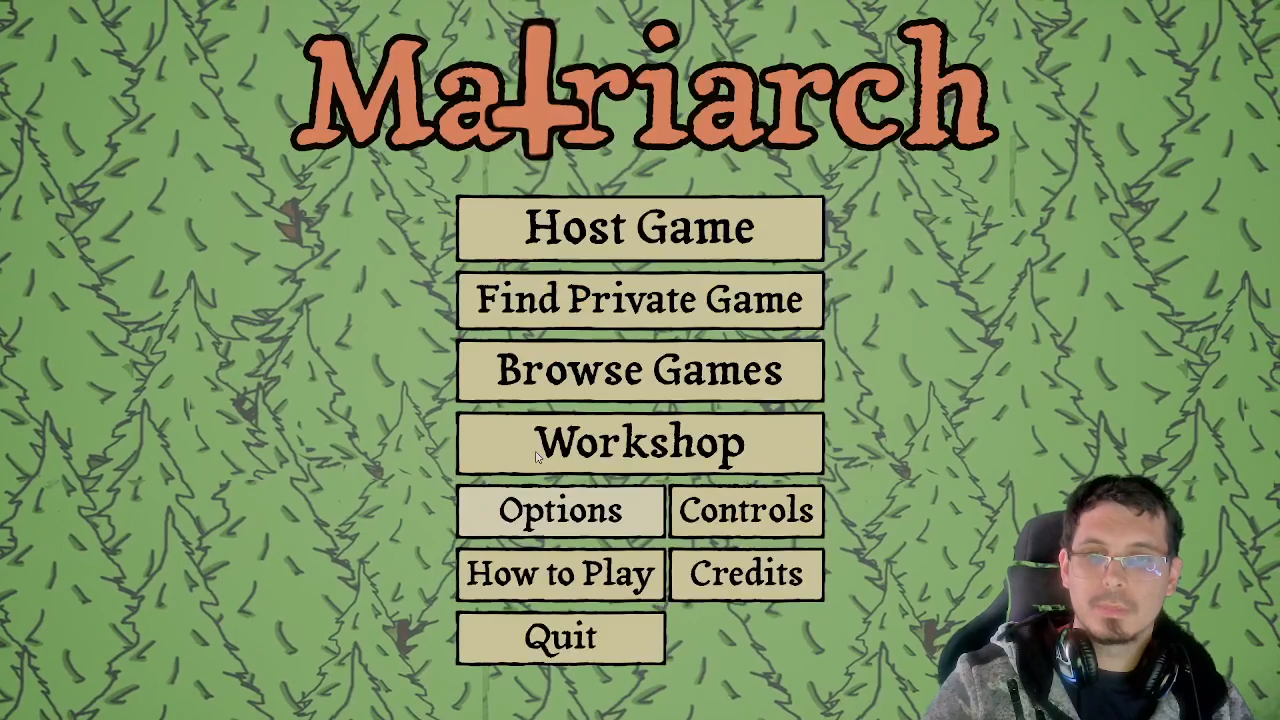 Matriarch
Host Game
Find Private Game
Browse Games
Workshop
Options
Controls
How to Play
Credits
Quit